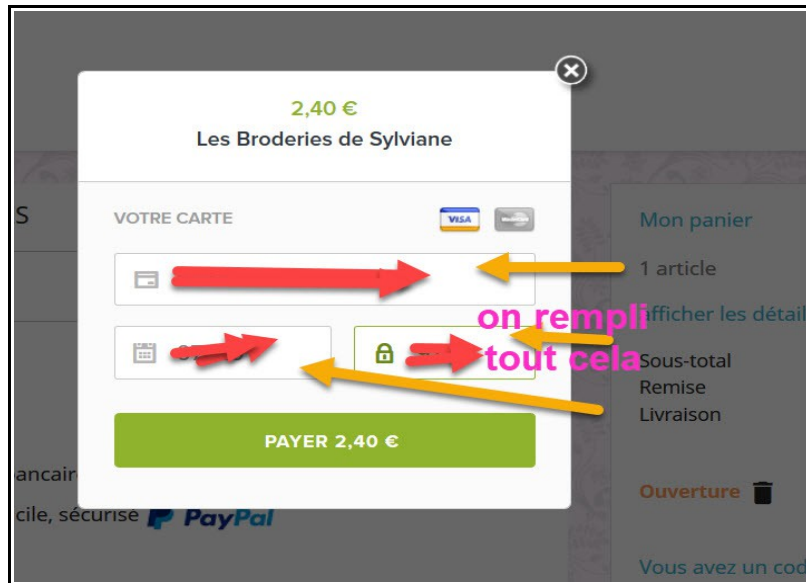 2,40 €
Les Broderies de Sylviane
VOTRE CARTE
VISA
on rempli
tout cela
PAYER 2,40 €
S
Mon panier
1 article
afficher les détail
Sous-total
Remise
Livraison
Ouverture
Vous avez un cod
ancair
cile, sécurisé PayPal